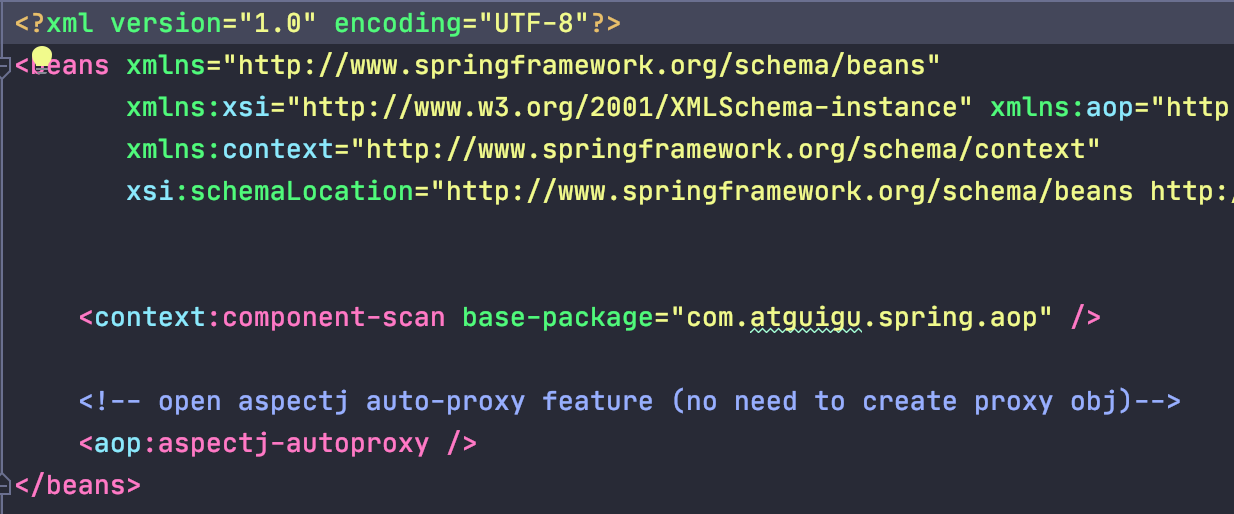 <?xml version="1.0" encoding="UTF-8"?>
<beans xmlns="http://www.springframework.org/schema/beans"
xmlns:xsi="http://www.w3.org/2001/XMLSchema-instance" xmlns:aop="http
xmlns:context="http://www.springframework.org/schema/context"
xsi:schemaLocation="http://www.springframework.org/schema/beans http:/
<context:component-scan base-package="com.atguigu.spring.aop" />
<!-- open aspectj auto-proxy feature (no need to create proxy obj)-->
<aop:aspectj-autoproxy />
</beans>